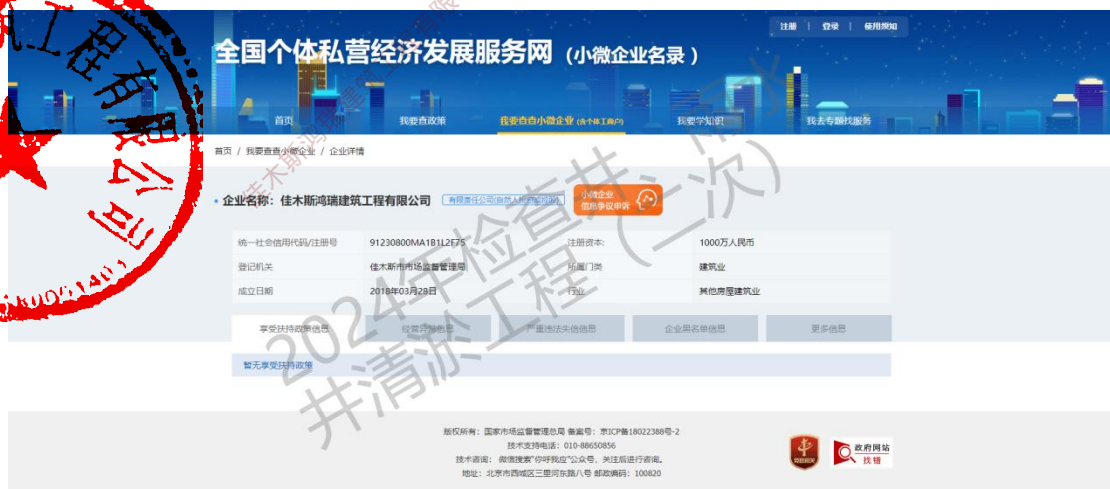 注册 | 登录 | 使用须知
全国个体私营经济发展服务网（小微企业名录）
首页 我要查政策 我要查查小微企业(含个体工商户) 我要学知识 我去专题找服务
首页 / 我要查查小微企业 / 企业详情
企业名称：佳木斯鸿瑞建筑工程有限公司
小微企业
信息争议申诉
统一社会信用代码/注册号 91230800MA1B1L2F75 注册资本: 1000万人民币
登记机关 佳木斯市市场监督管理局 所属门类 建筑业
成立日期 2018年03月28日 行业 其他房屋建筑业
享受扶持政策信息 经营异常信息 严重违法失信信息 企业黑名单信息 更多信息
暂无享受扶持政策
版权所有：国家市场监督管理总局 备案号：京ICP备18022388号-2
技术支持电话：010-88650856
技术咨询： 微信搜索"你呼我应"公众号，关注后进行咨询。
地址：北京市西城区三里河东路八号 邮政编码：100820
党政机关
政府网站
找错
工程有限公司
2024年检查井
井清淤工程（二次）